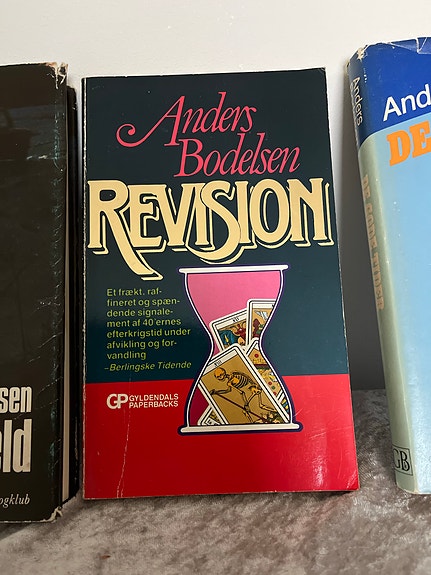 Anders
Bodelsen
REVISION
Et frækt, raf-
fineret og spæn-
dende signale-
ment af 40'ernes
efterkrigstid under
afvikling og for-
vandling
–Berlingske Tidende
GP GYLDENDALS
PAPERBACKS
sen
eld
ogklub
Anders
And
DE
GB